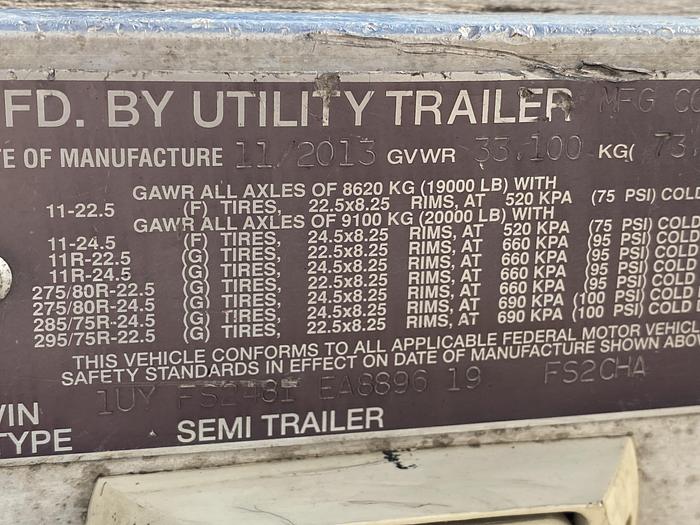 FD. BY UTILITY TRAILER MFG CO
TE OF MANUFACTURE 11/2013 GVWR 33,100 KG( 73,
GAWR ALL AXLES OF 8620 KG (19000 LB) WITH
11-22.5 (F) TIRES, 22.5x8.25 RIMS, AT 520 KPA (75 PSI) COLD
GAWR ALL AXLES OF 9100 KG (20000 LB) WITH
11-24.5 (F) TIRES, 24.5x8.25 RIMS, AT 520 KPA (75 PSI) COLD
11R-22.5 (G) TIRES, 22.5x8.25 RIMS, AT 660 KPA (95 PSI) COLD
11R-24.5 (G) TIRES, 24.5x8.25 RIMS, AT 660 KPA (95 PSI) COLD
275/80R-22.5 (G) TIRES, 22.5x8.25 RIMS, AT 660 KPA (95 PSI) COLD
275/80R-24.5 (G) TIRES, 24.5x8.25 RIMS, AT 660 KPA (95 PSI) COLD
285/75R-24.5 (G) TIRES, 24.5x8.25 RIMS, AT 690 KPA (100 PSI) COLD
295/75R-22.5 (G) TIRES, 22.5x8.25 RIMS, AT 690 KPA (100 PSI) COLD
THIS VEHICLE CONFORMS TO ALL APPLICABLE FEDERAL MOTOR VEHICL
SAFETY STANDARDS IN EFFECT ON DATE OF MANUFACTURE SHOWN ABOV
VIN 1UY FS2481 EA8896 19 FS2CHA
TYPE SEMI TRAILER